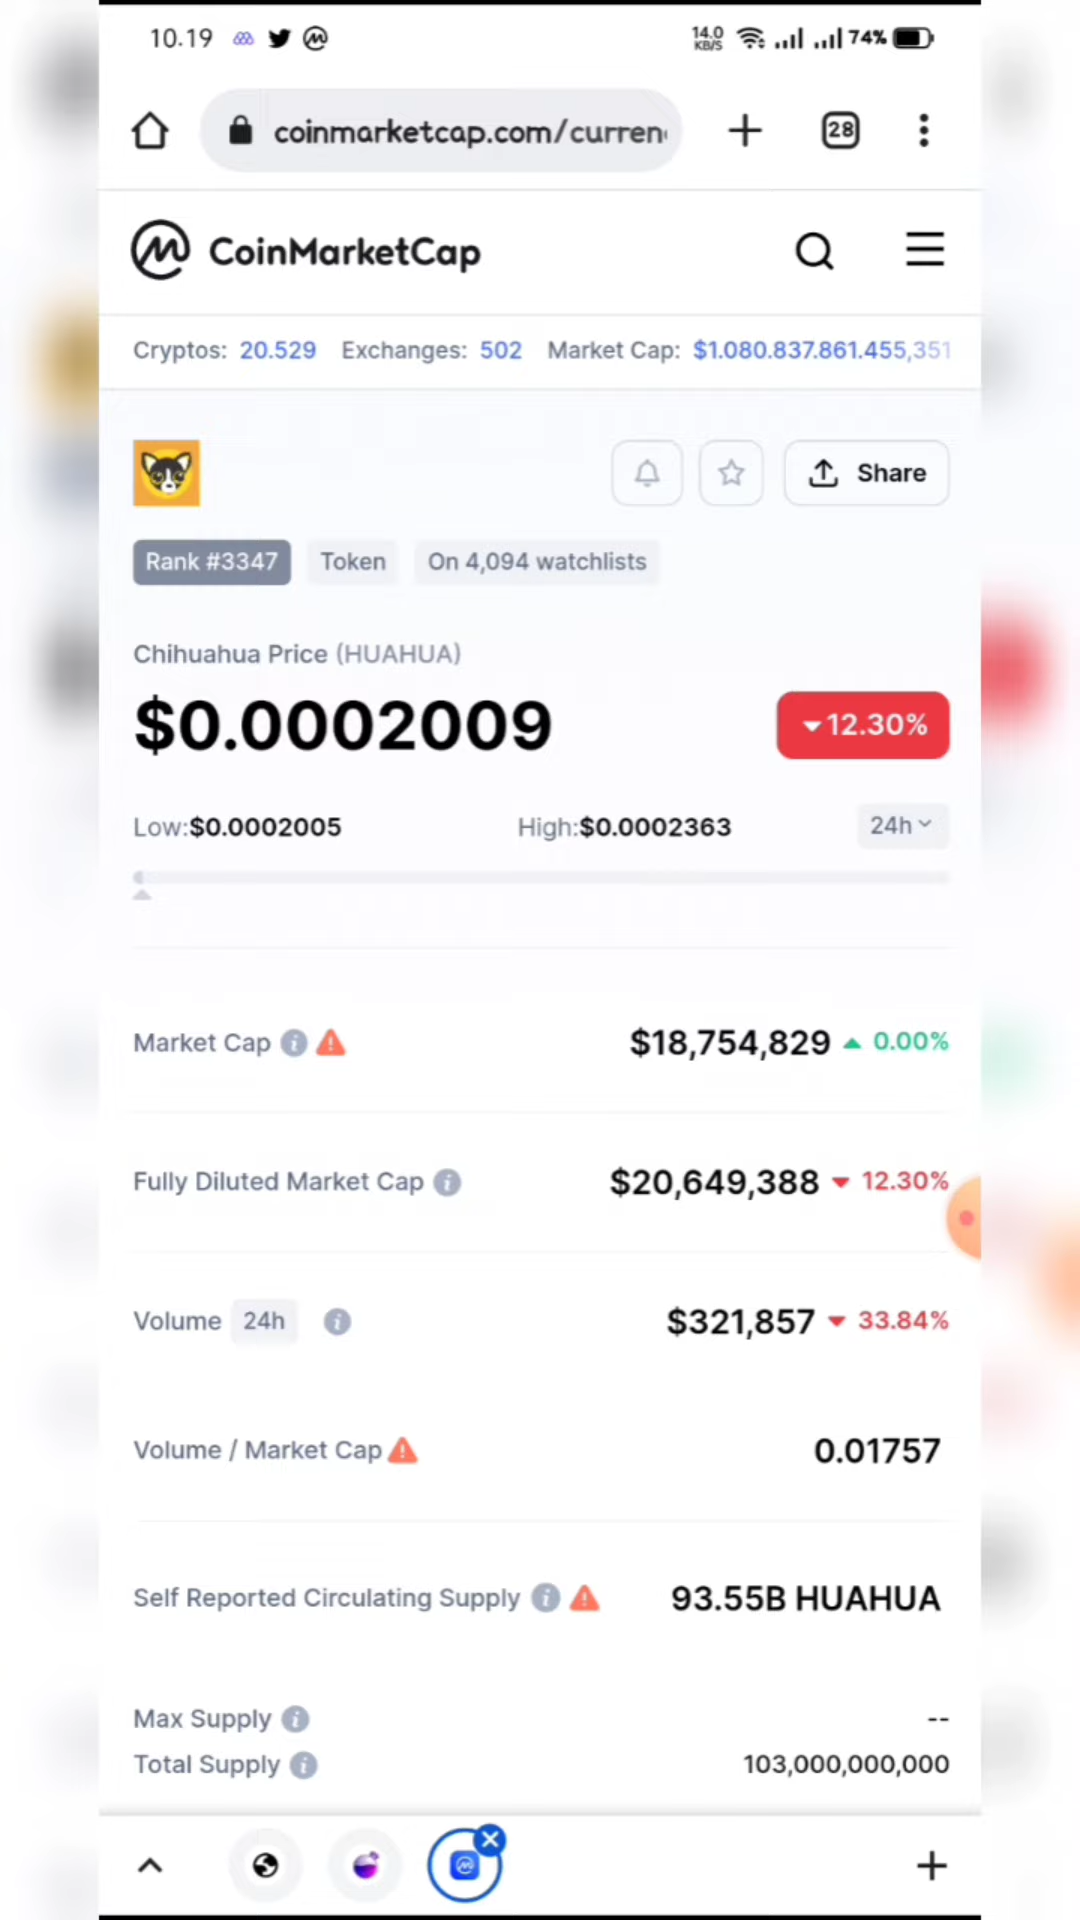 10.19 14.0 KB/S 74%
coinmarketcap.com/curren 28
CoinMarketCap
Cryptos: 20.529 Exchanges: 502 Market Cap: $1.080.837.861.455,351
Share
Rank #3347 Token On 4,094 watchlists
Chihuahua Price (HUAHUA)
$0.0002009 12.30%
Low:$0.0002005 High:$0.0002363 24h
Market Cap $18,754,829 0.00%
Fully Diluted Market Cap $20,649,388 12.30%
Volume 24h $321,857 33.84%
Volume / Market Cap 0.01757
Self Reported Circulating Supply 93.55B HUAHUA
Max Supply --
Total Supply 103,000,000,000